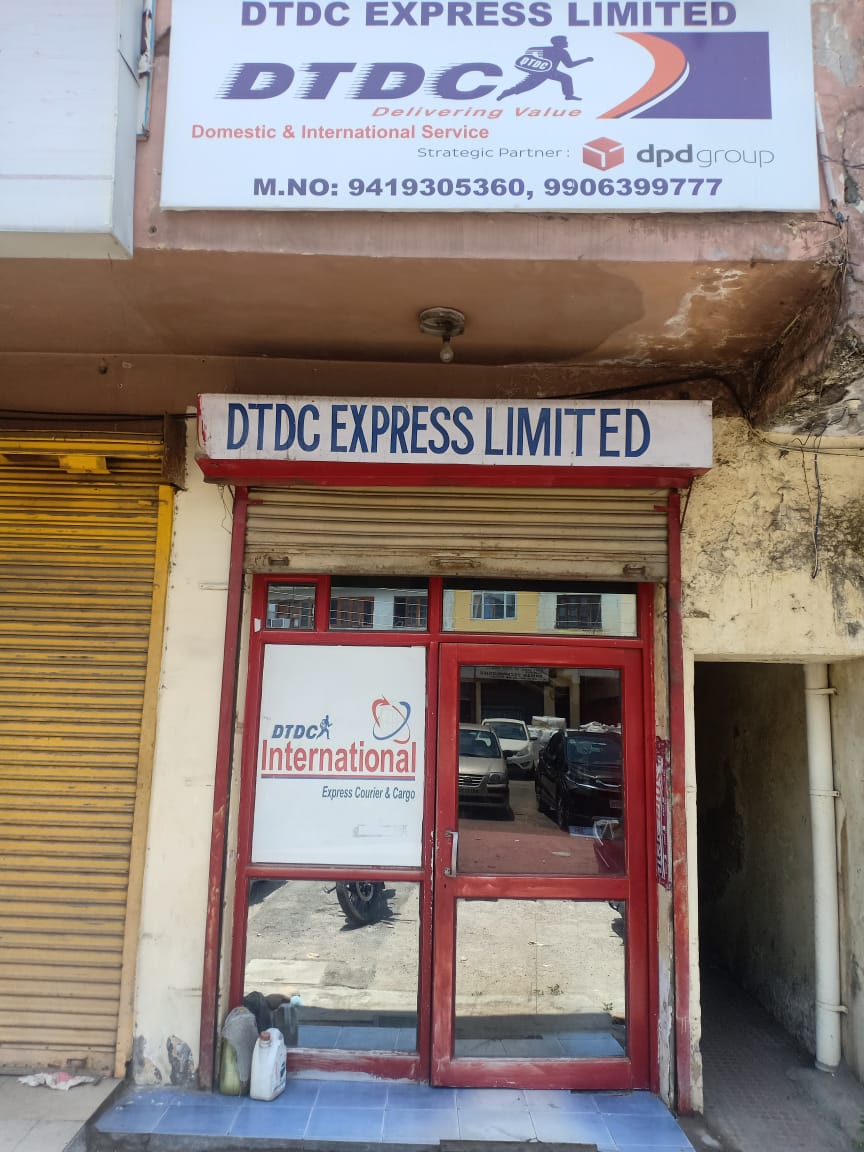 DTDC EXPRESS LIMITED
DTDC DTDC
Delivering Value
Domestic & International Service
Strategic Partner : dpdgroup
M.NO: 9419305360, 9906399777
DTDC EXPRESS LIMITED
DTDC
International
Express Courier & Cargo